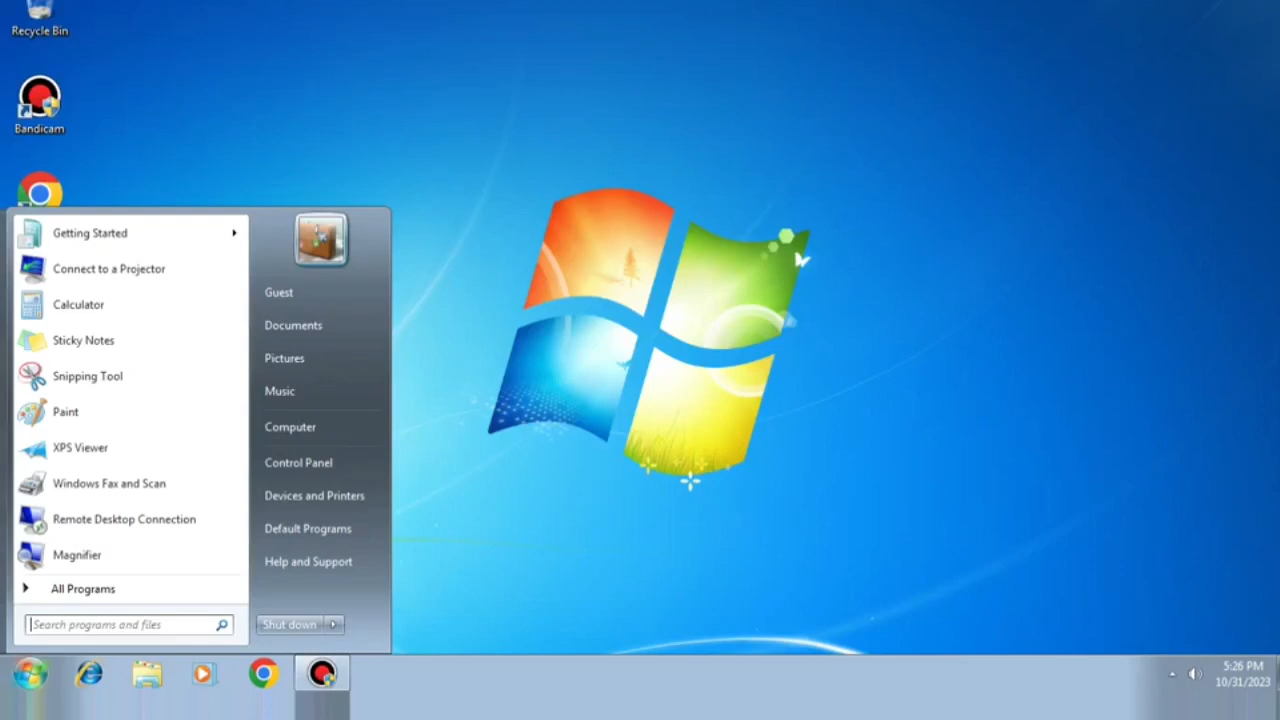 Recycle Bin
Bandicam
Getting Started
Connect to a Projector
Calculator
Sticky Notes
Snipping Tool
Paint
XPS Viewer
Windows Fax and Scan
Remote Desktop Connection
Magnifier
All Programs
Search programs and files
Guest
Documents
Pictures
Music
Computer
Control Panel
Devices and Printers
Default Programs
Help and Support
Shut down
5:26 PM
10/31/2023